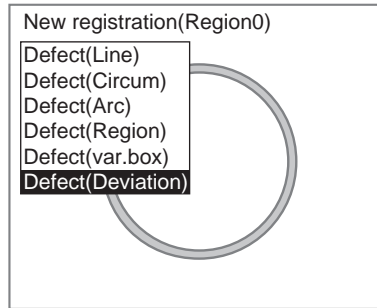 New registration(Region0)
Defect(Line)
Defect(Circum)
Defect(Arc)
Defect(Region)
Defect(var.box)
Defect(Deviation)